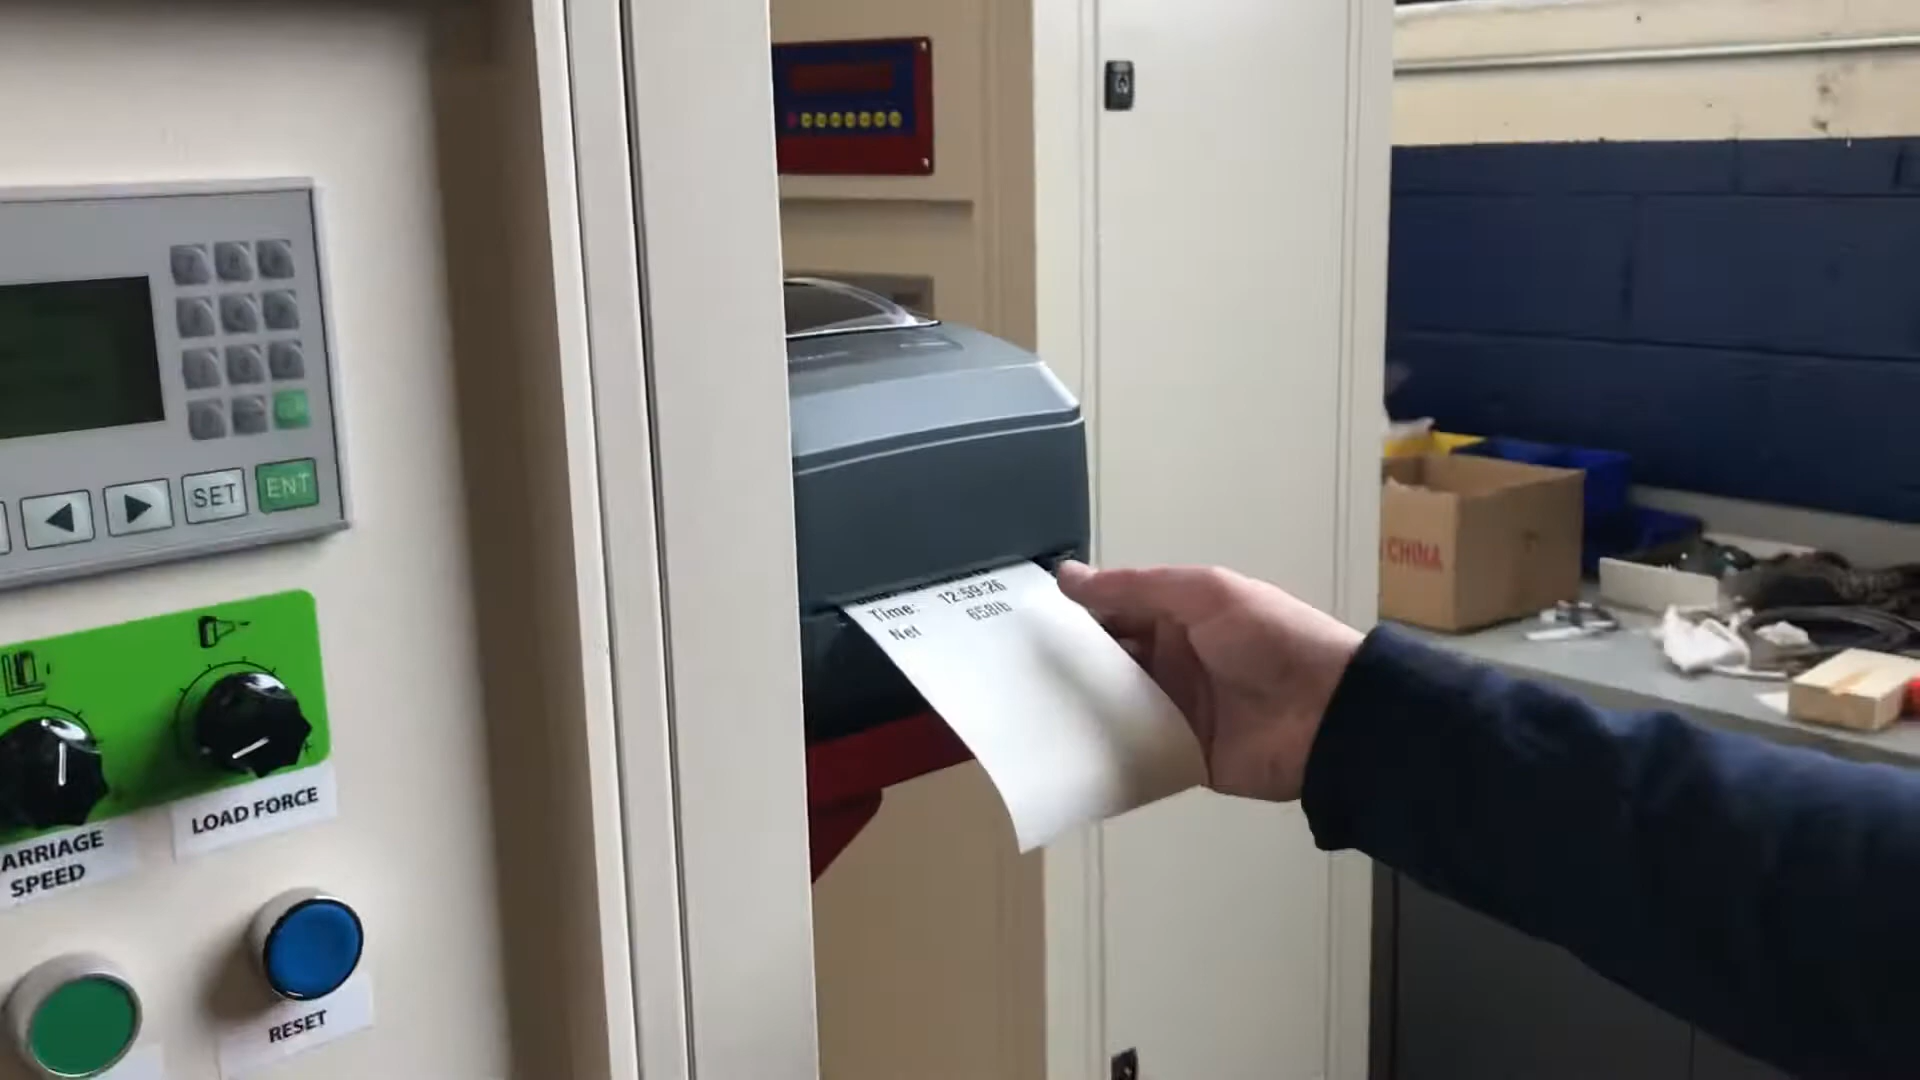 SET
ENT
LOAD FORCE
ARRIAGE
SPEED
RESET
Time: 12:59:26
Net 658lb
CHINA